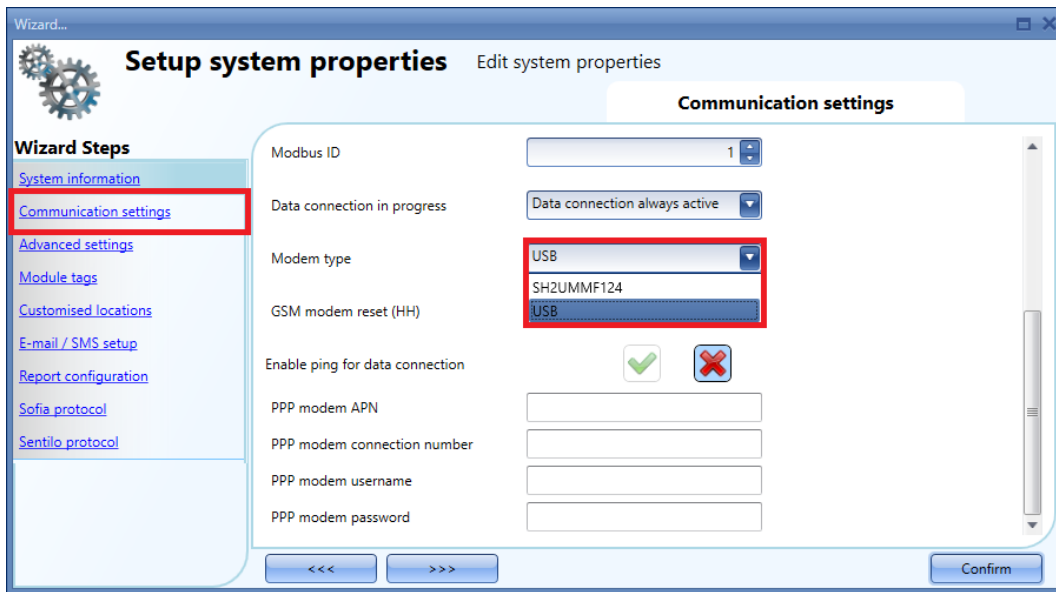 Wizard...
Setup system properties Edit system properties
Communication settings
Wizard Steps
System information
Communication settings
Advanced settings
Module tags
Customised locations
E-mail / SMS setup
Report configuration
Sofia protocol
Sentilo protocol
Modbus ID 1
Data connection in progress Data connection always active
Modem type USB
SH2UMMF124
GSM modem reset (HH) USB
Enable ping for data connection
PPP modem APN
PPP modem connection number
PPP modem username
PPP modem password
<<< >>> Confirm